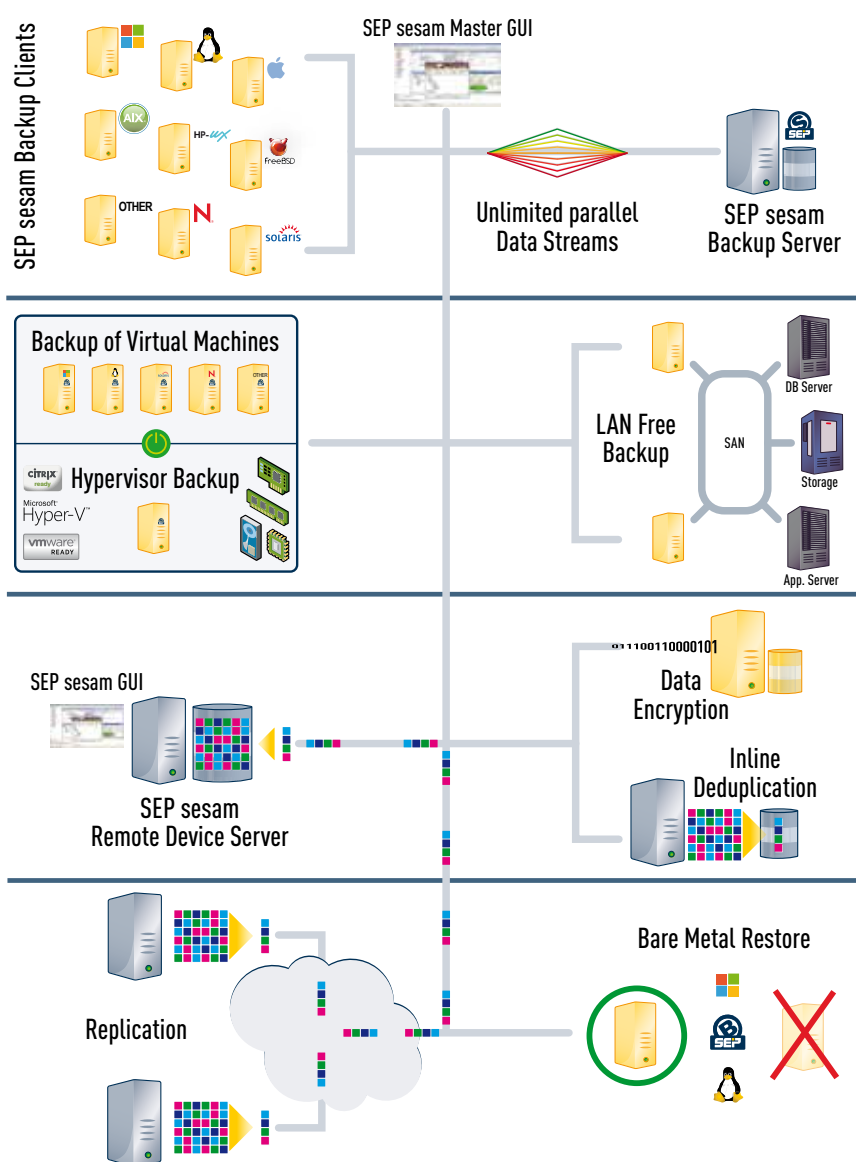 SEP sesam Backup Clients
SEP sesam Master GUI
AIX
HP-UX
FreeBSD
OTHER
N
solaris
Unlimited parallel
Data Streams
SEP
SEP sesam
Backup Server
Backup of Virtual Machines
solaris
N
OTHER
CITRIX
ready
Hypervisor Backup
Microsoft
Hyper-V™
vmware
READY
LAN Free
Backup
SAN
DB Server
Storage
App. Server
SEP sesam GUI
SEP sesam
Remote Device Server
011100110000101
Data
Encryption
Inline
Deduplication
Replication
Bare Metal Restore
B
SEP